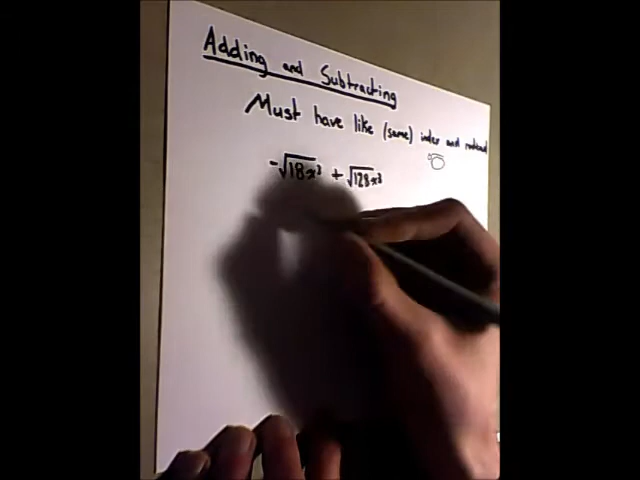 Adding and Subtracting
Must have like (same) index and radicand
-√18x³ + √128x³